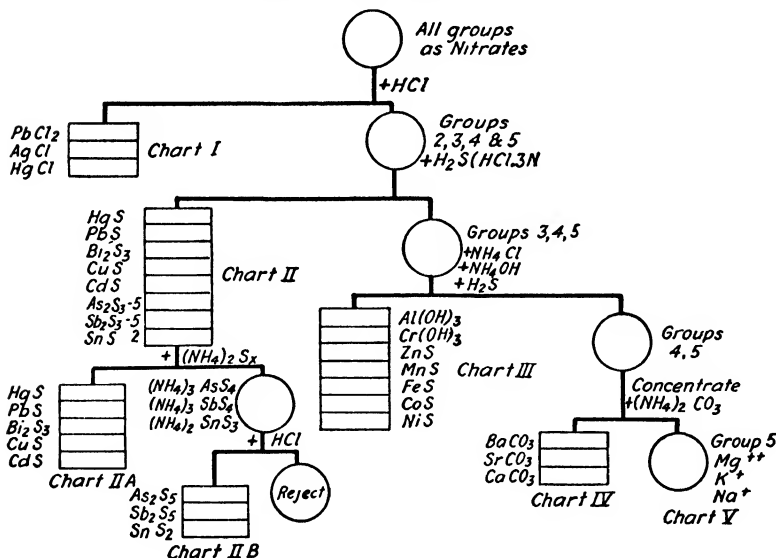 All groups
as Nitrates
+HCl
PbCl2
AgCl
HgCl
Chart I
Groups
2,3,4 & 5
+H2S(HCl.3N
HgS
PbS
Bi2S3
CuS
CdS
As2S3-5
Sb2S3-5
SnS 2
Chart II
Groups 3,4,5
+NH4Cl
+NH4OH
+H2S
+ (NH4)2 Sx
Al(OH)3
Cr(OH)3
ZnS
MnS
FeS
CoS
NiS
Chart III
Groups
4,5
Concentrate
+(NH4)2 CO3
HgS
PbS
Bi2S3
CuS
CdS
Chart IIA
(NH4)3 AsS4
(NH4)3 SbS4
(NH4)2 SnS3
+ HCl
As2S5
Sb2S5
SnS2
Chart IIB
Reject
BaCO3
SrCO3
CaCO3
Chart IV
Group 5
Mg++
K+
Na+
Chart V